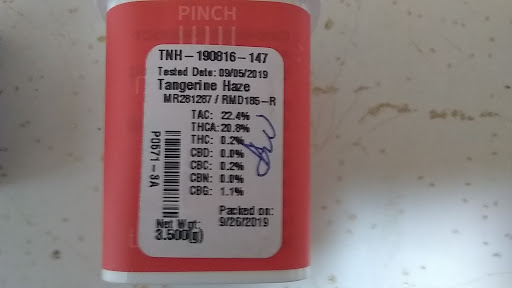 PINCH
TNH-190816-147
Tested Date: 09/05/2019
Tangerine Haze
MR281287 / RMD185-R
TAC: 22.4%
THCA: 20.8%
THC: 0.2%
CBD: 0.0%
CBC: 0.2%
CBN: 0.0%
CBG: 1.1%
P0671-9A
Packed on:
9/26/2019
Net Wgt:
3.500(g)